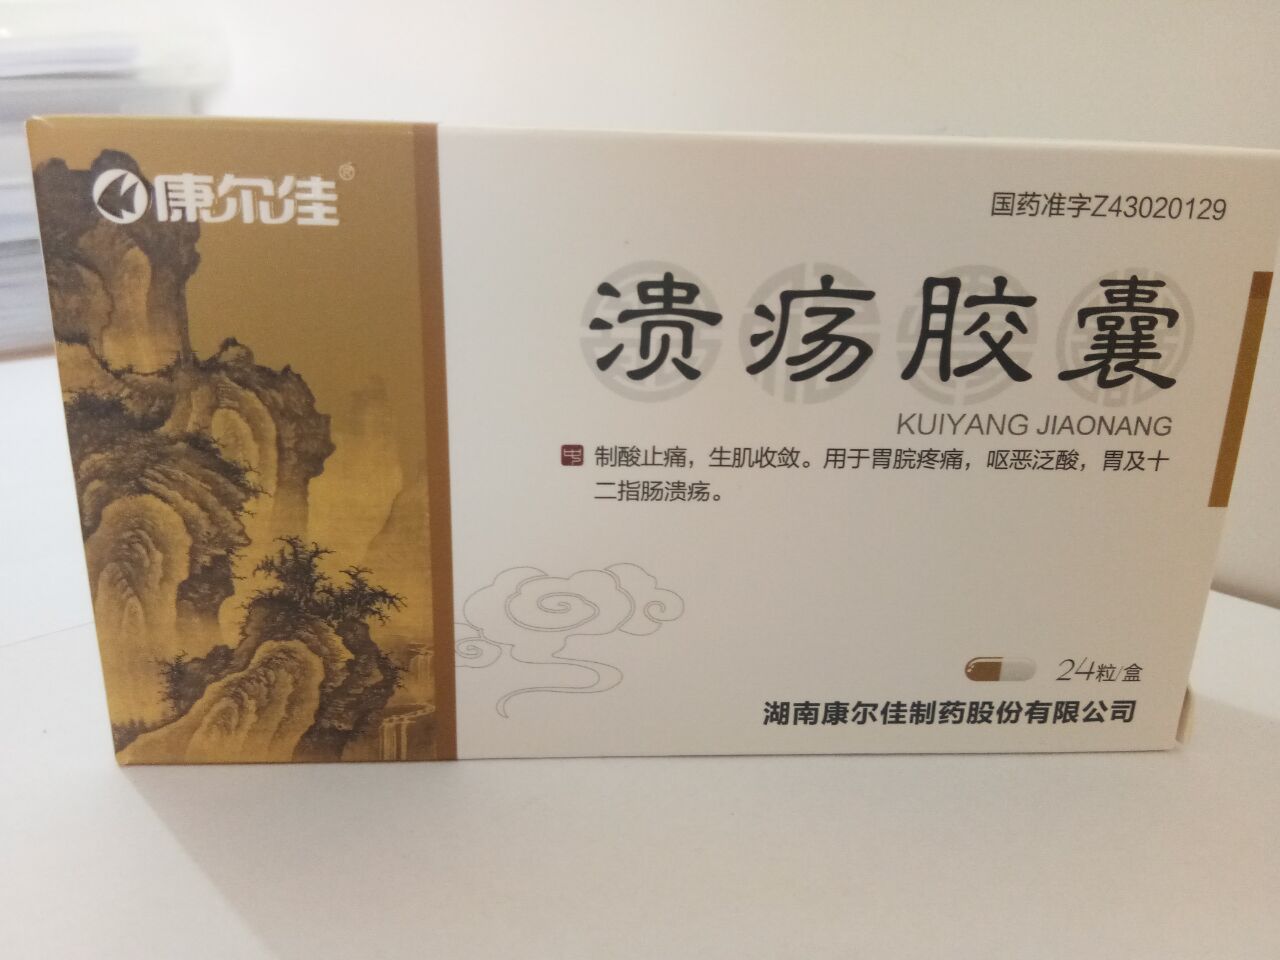 康尔佳®
国药准字Z43020129
溃疡胶囊
KUIYANG JIAONANG
制酸止痛，生肌收敛。用于胃脘疼痛，呕恶泛酸，胃及十
二指肠溃疡。
24粒/盒
湖南康尔佳制药股份有限公司